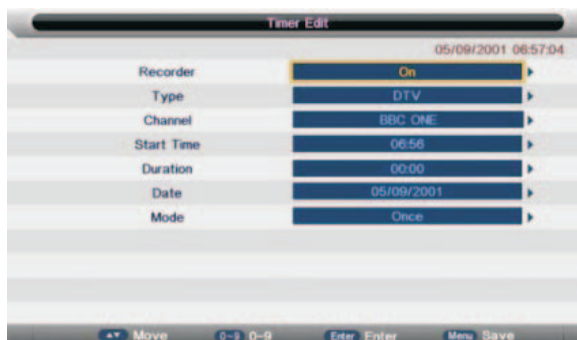 Timer Edit
05/09/2001 06:57:04
Recorder On
Type DTV
Channel BBC ONE
Start Time 06:56
Duration 00:00
Date 05/09/2001
Mode Once
▲▼ Move 0~9 0~9 Enter Enter Menu Save